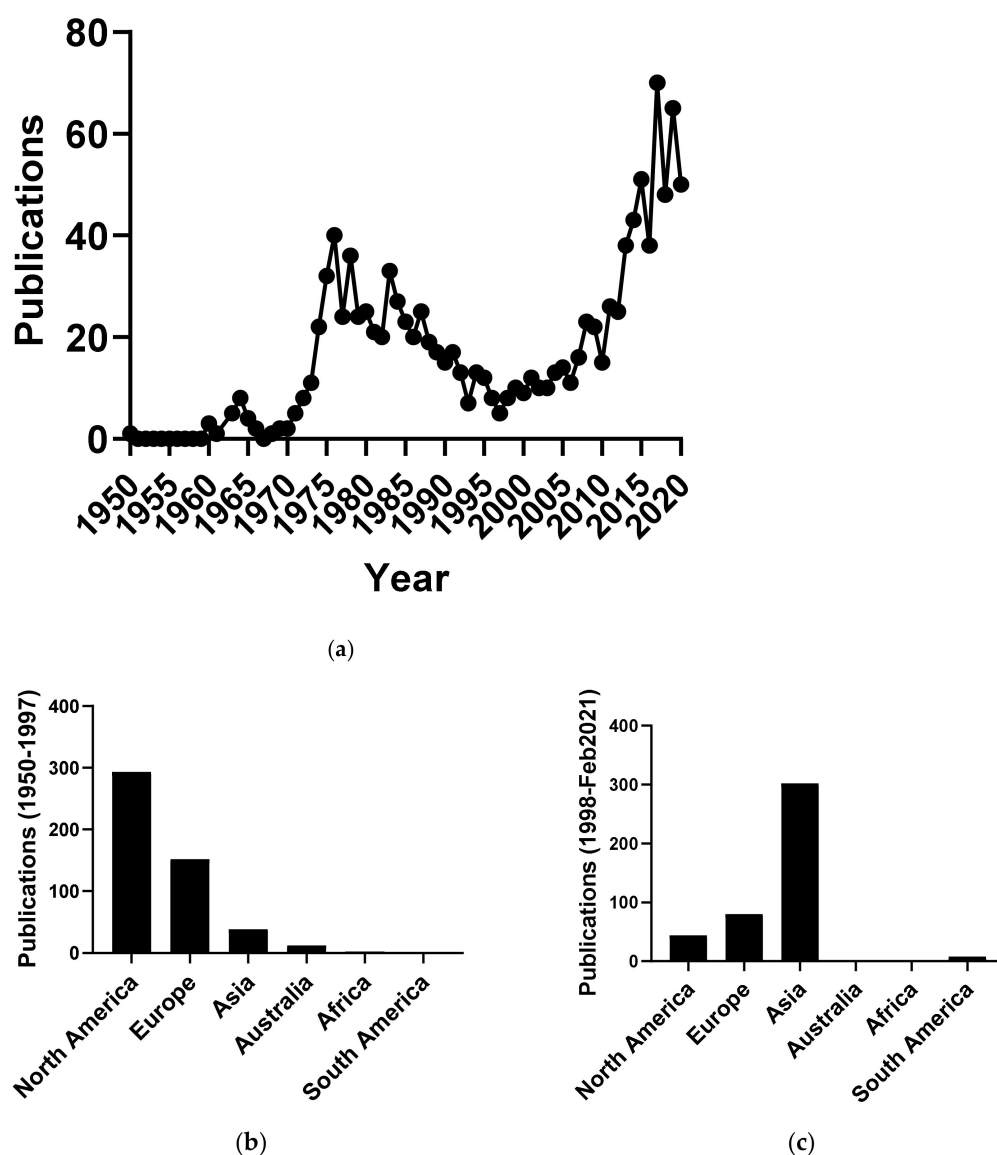 Publications
80
60
40
20
0
1950
1955
1960
1965
1970
1975
1980
1985
1990
1995
2000
2005
2010
2015
2020
Year
(a)
Publications (1950-1997)
400
300
200
100
0
North America
Europe
Asia
Australia
Africa
South America
(b)
Publications (1998-Feb2021)
400
300
200
100
0
North America
Europe
Asia
Australia
Africa
South America
(c)